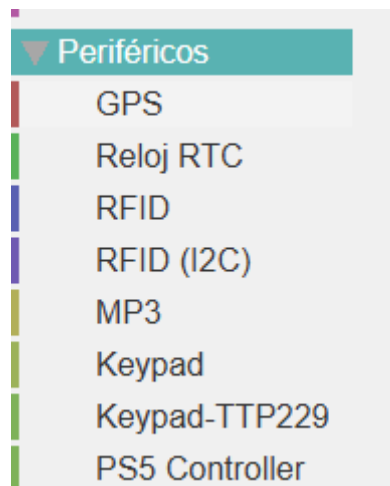 Periféricos
GPS
Reloj RTC
RFID
RFID (I2C)
MP3
Keypad
Keypad-TTP229
PS5 Controller